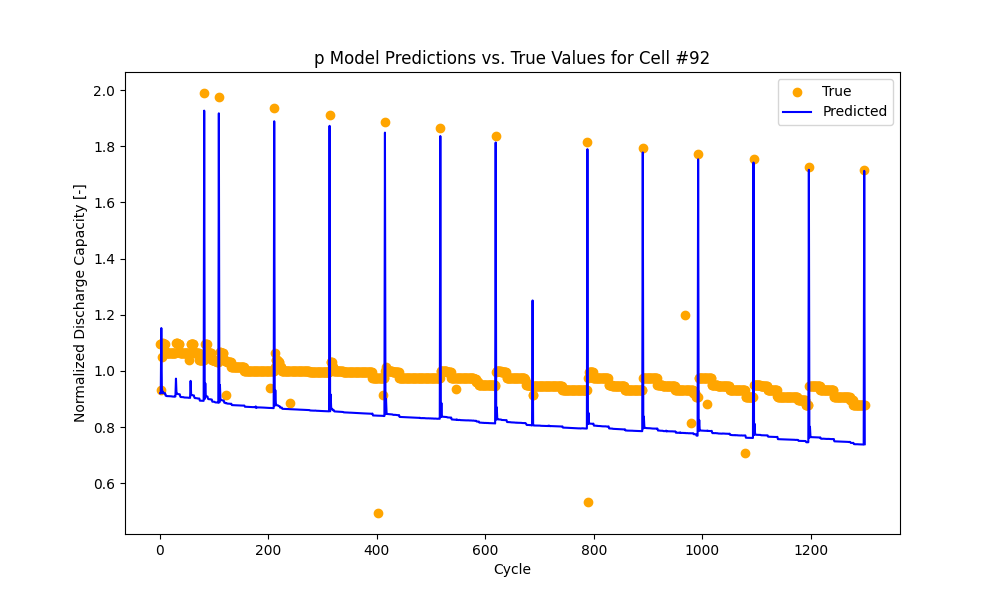 p Model Predictions vs. True Values for Cell #92
True
Predicted
Normalized Discharge Capacity [-]
2.0
1.8
1.6
1.4
1.2
1.0
0.8
0.6
0 200 400 600 800 1000 1200
Cycle